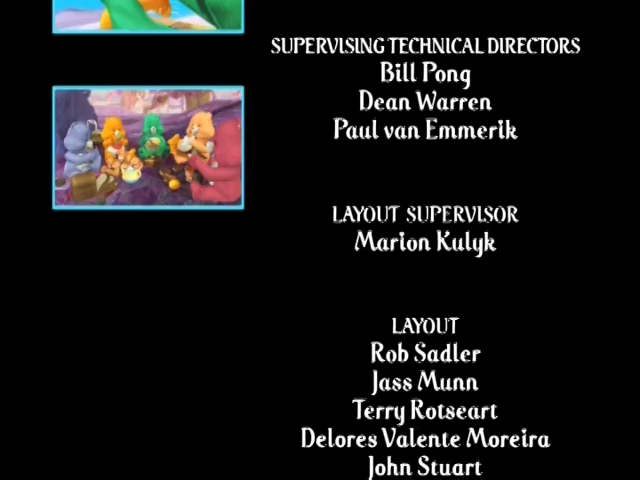 SUPERVISING TECHNICAL DIRECTORS
Bill Pong
Dean Warren
Paul van Emmerik
LAYOUT SUPERVISOR
Marion Kulyk
LAYOUT
Rob Sadler
Jass Munn
Terry Rotseart
Delores Valente Moreira
John Stuart